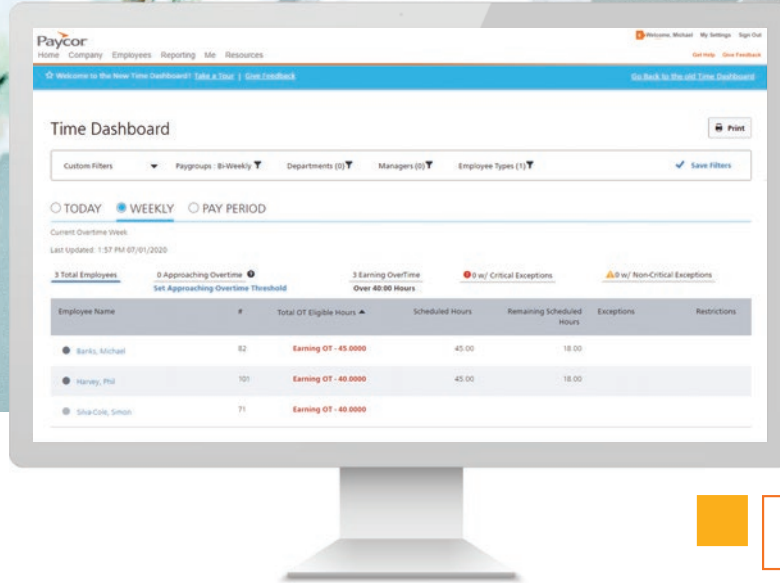 Welcome, Michael My Settings Sign Out
Paycor
Home Company Employees Reporting Me Resources
Get Help Give Feedback
Welcome to the New Time Dashboard! Take a Tour | Give Feedback
Go Back to the old Time Dashboard
Time Dashboard
Print
Custom Filters Paygroups : Bi-Weekly Departments (0) Managers (0) Employee Types (1) Save Filters
TODAY WEEKLY PAY PERIOD
Current Overtime Week
Last Updated: 1:57 PM 07/01/2020
3 Total Employees 0 Approaching Overtime 3 Earning OverTime 0 w/ Critical Exceptions 0 w/ Non-Critical Exceptions
Set Approaching Overtime Threshold Over 40:00 Hours
Employee Name # Total OT Eligible Hours Scheduled Hours Remaining Scheduled Hours Exceptions Restrictions
Banks, Michael 82 Earning OT - 45.0000 45.00 18.00
Harvey, Phil 101 Earning OT - 40.0000 45.00 18.00
Silva-Cole, Simon 71 Earning OT - 40.0000